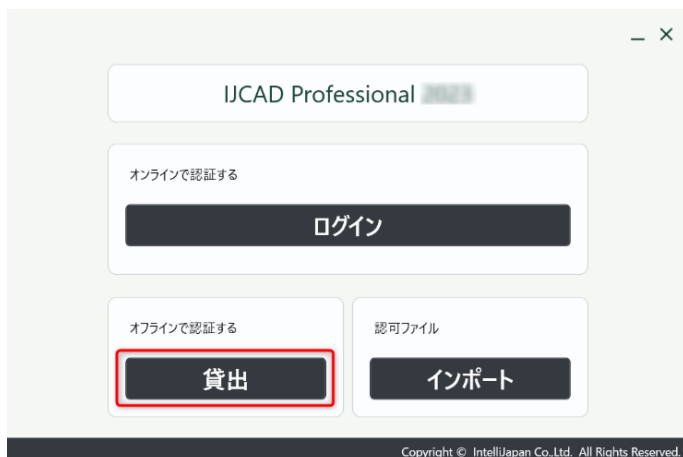 IJCAD Professional
オンラインで認証する
ログイン
オフラインで認証する
貸出
認可ファイル
インポート
Copyright © IntelliJapan Co.,Ltd. All Rights Reserved.